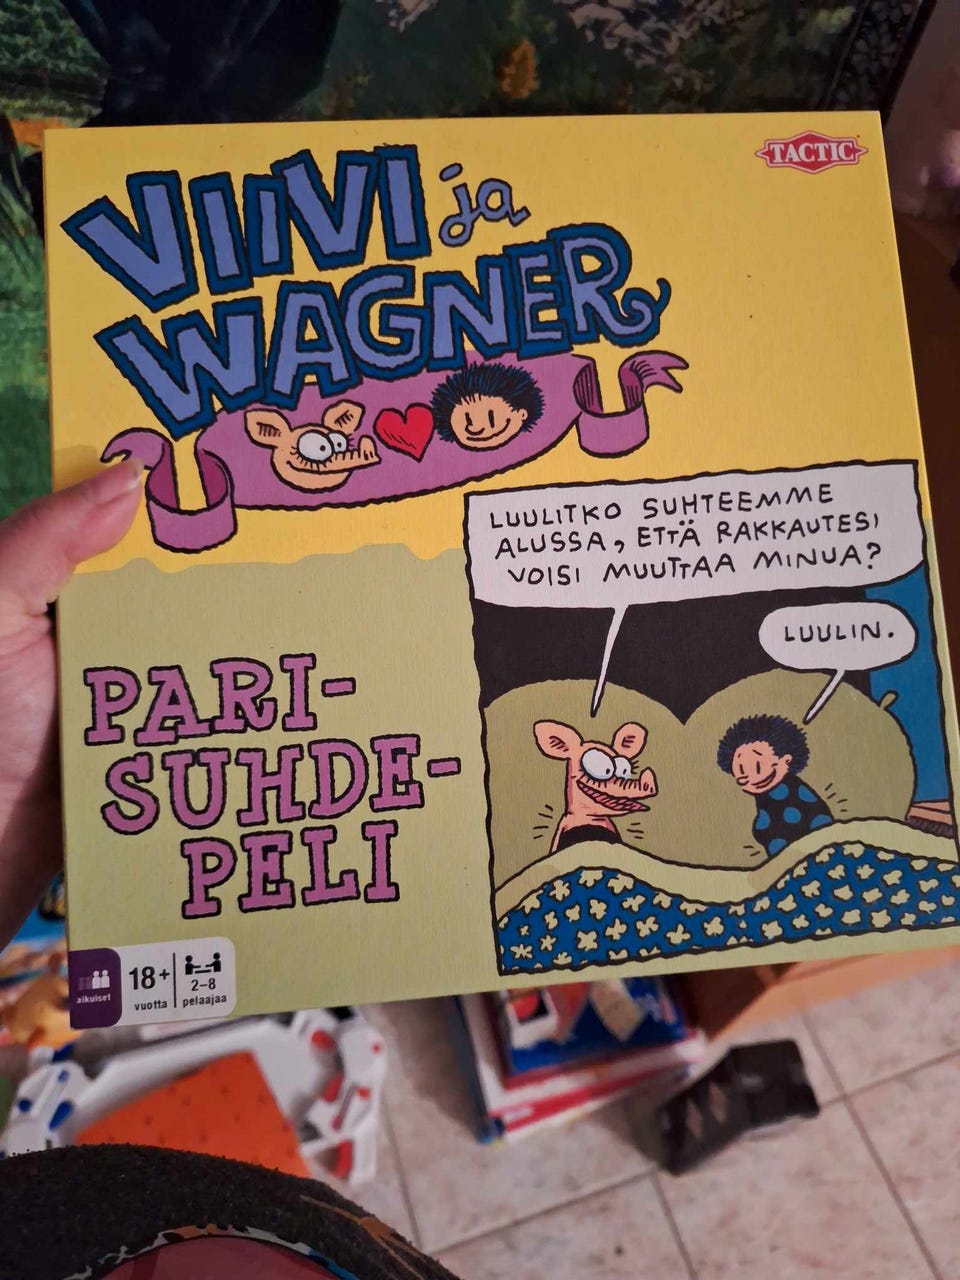 TACTIC
VIIVI ja
WAGNER
LUULITKO SUHTEEMME
ALUSSA, ETTÄ RAKKAUTESI
VOISI MUUTTAA MINUA?
LUULIN.
PARI-
SUHDE-
PELI
aikuiset
18+
vuotta
2-8
pelaajaa